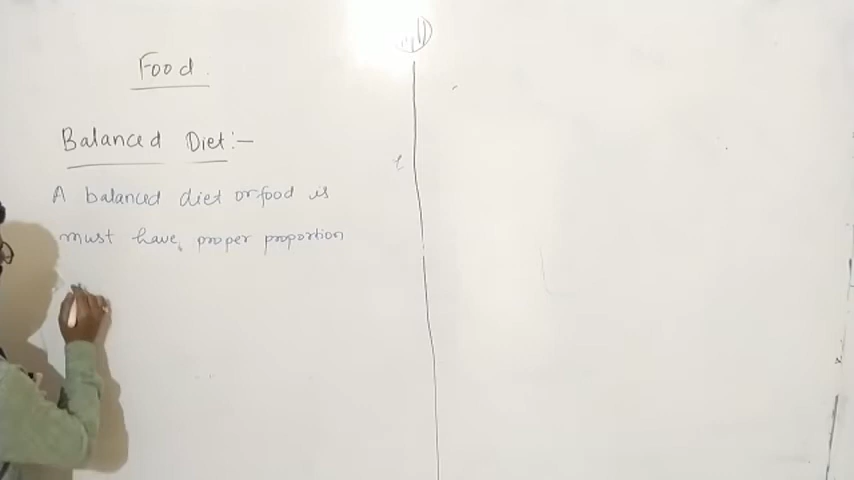 Food
Balanced Diet:-
A balanced diet or food is
must have, proper proportion